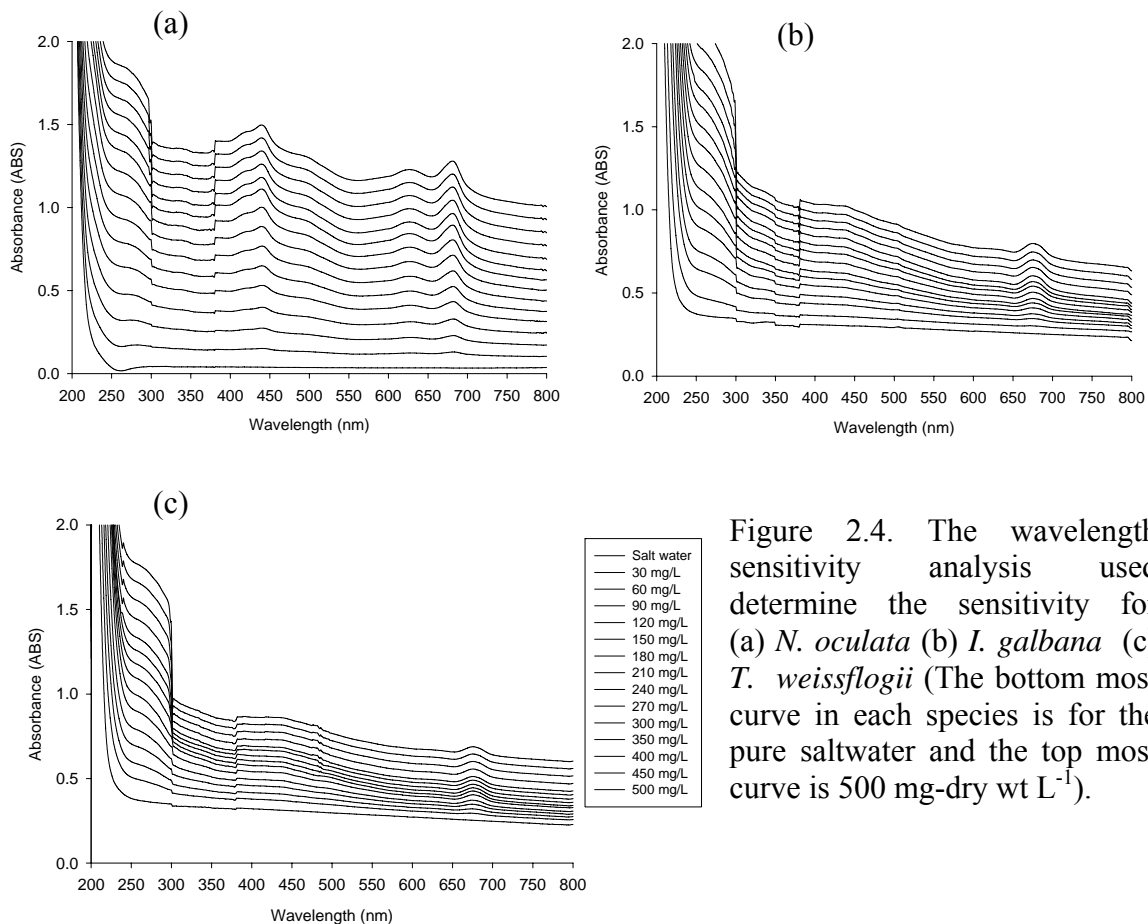 (a)
2.0
1.5
1.0
0.5
0.0
Absorbance (ABS)
200 250 300 350 400 450 500 550 600 650 700 750 800
Wavelength (nm)
(b)
2.0
1.5
1.0
0.5
0.0
Absorbance (ABS)
200 250 300 350 400 450 500 550 600 650 700 750 800
Wavelength (nm)
(c)
2.0
1.5
1.0
0.5
0.0
Absorbance (ABS)
200 250 300 350 400 450 500 550 600 650 700 750 800
Wavelength (nm)
Salt water
30 mg/L
60 mg/L
90 mg/L
120 mg/L
150 mg/L
180 mg/L
210 mg/L
240 mg/L
270 mg/L
300 mg/L
350 mg/L
400 mg/L
450 mg/L
500 mg/L
Figure 2.4. The wavelength
sensitivity analysis used
determine the sensitivity for
(a) N. oculata (b) I. galbana (c
T. weissflogii (The bottom mos
curve in each species is for the
pure saltwater and the top mos
curve is 500 mg-dry wt L⁻¹).